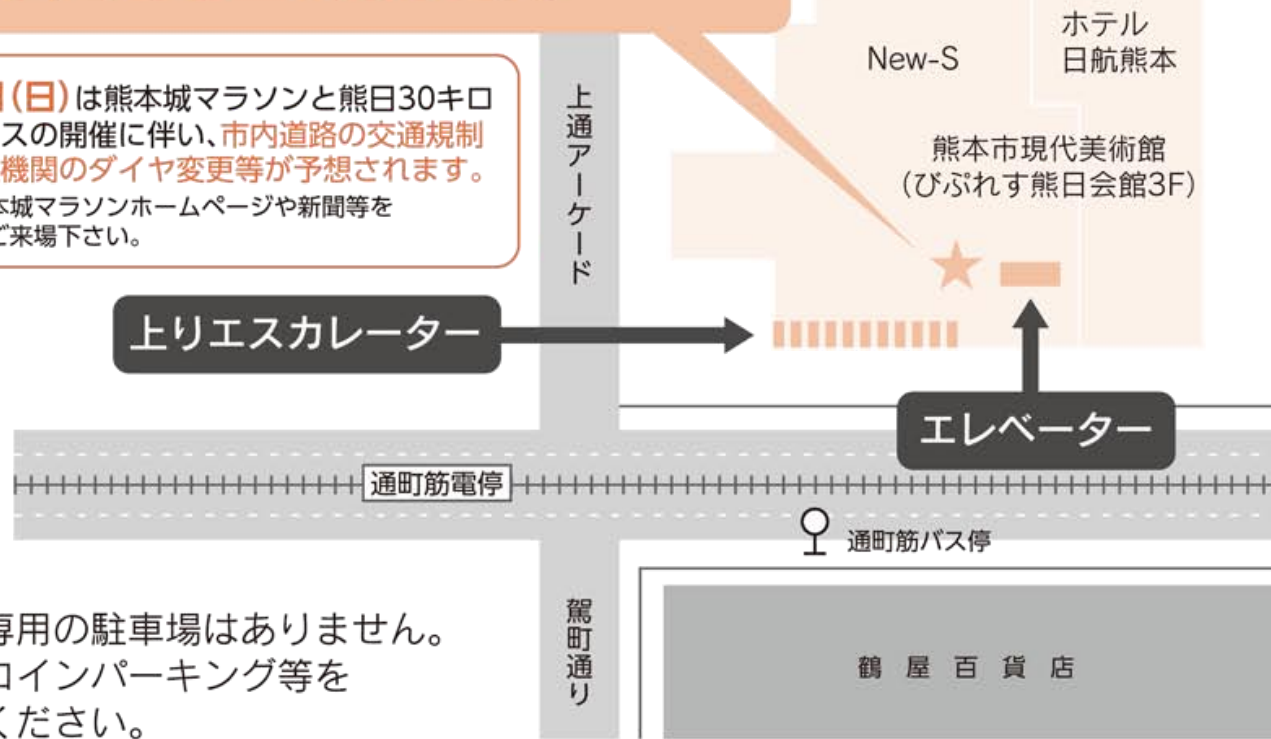 ホテル
日航熊本
New-S
熊本市現代美術館
(びぷれす熊日会館3F)
(日)は熊本城マラソンと熊日30キロ
スの開催に伴い、市内道路の交通規制
機関のダイヤ変更等が予想されます。
本城マラソンホームページや新聞等を
ご来場下さい。
上通アーケード
上りエスカレーター
エレベーター
通町筋電停
通町筋バス停
駕町通り
鶴屋百貨店
専用の駐車場はありません。
コインパーキング等を
ください。